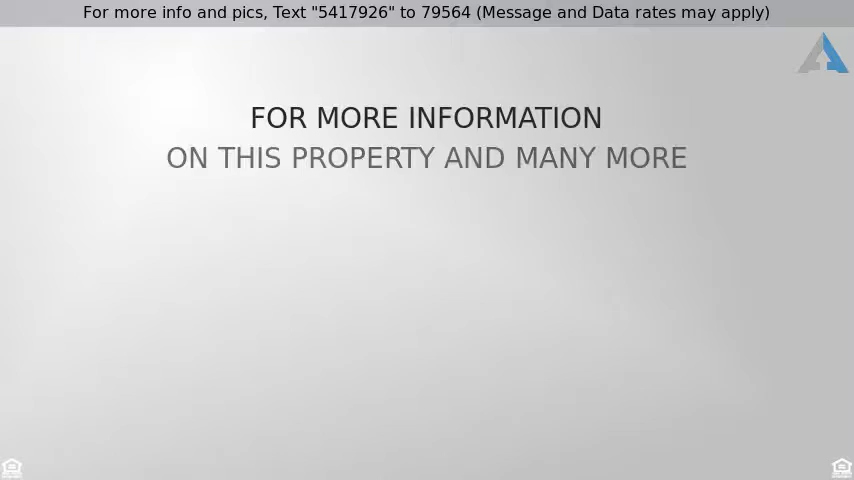 For more info and pics, Text "5417926" to 79564 (Message and Data rates may apply)
FOR MORE INFORMATION
ON THIS PROPERTY AND MANY MORE